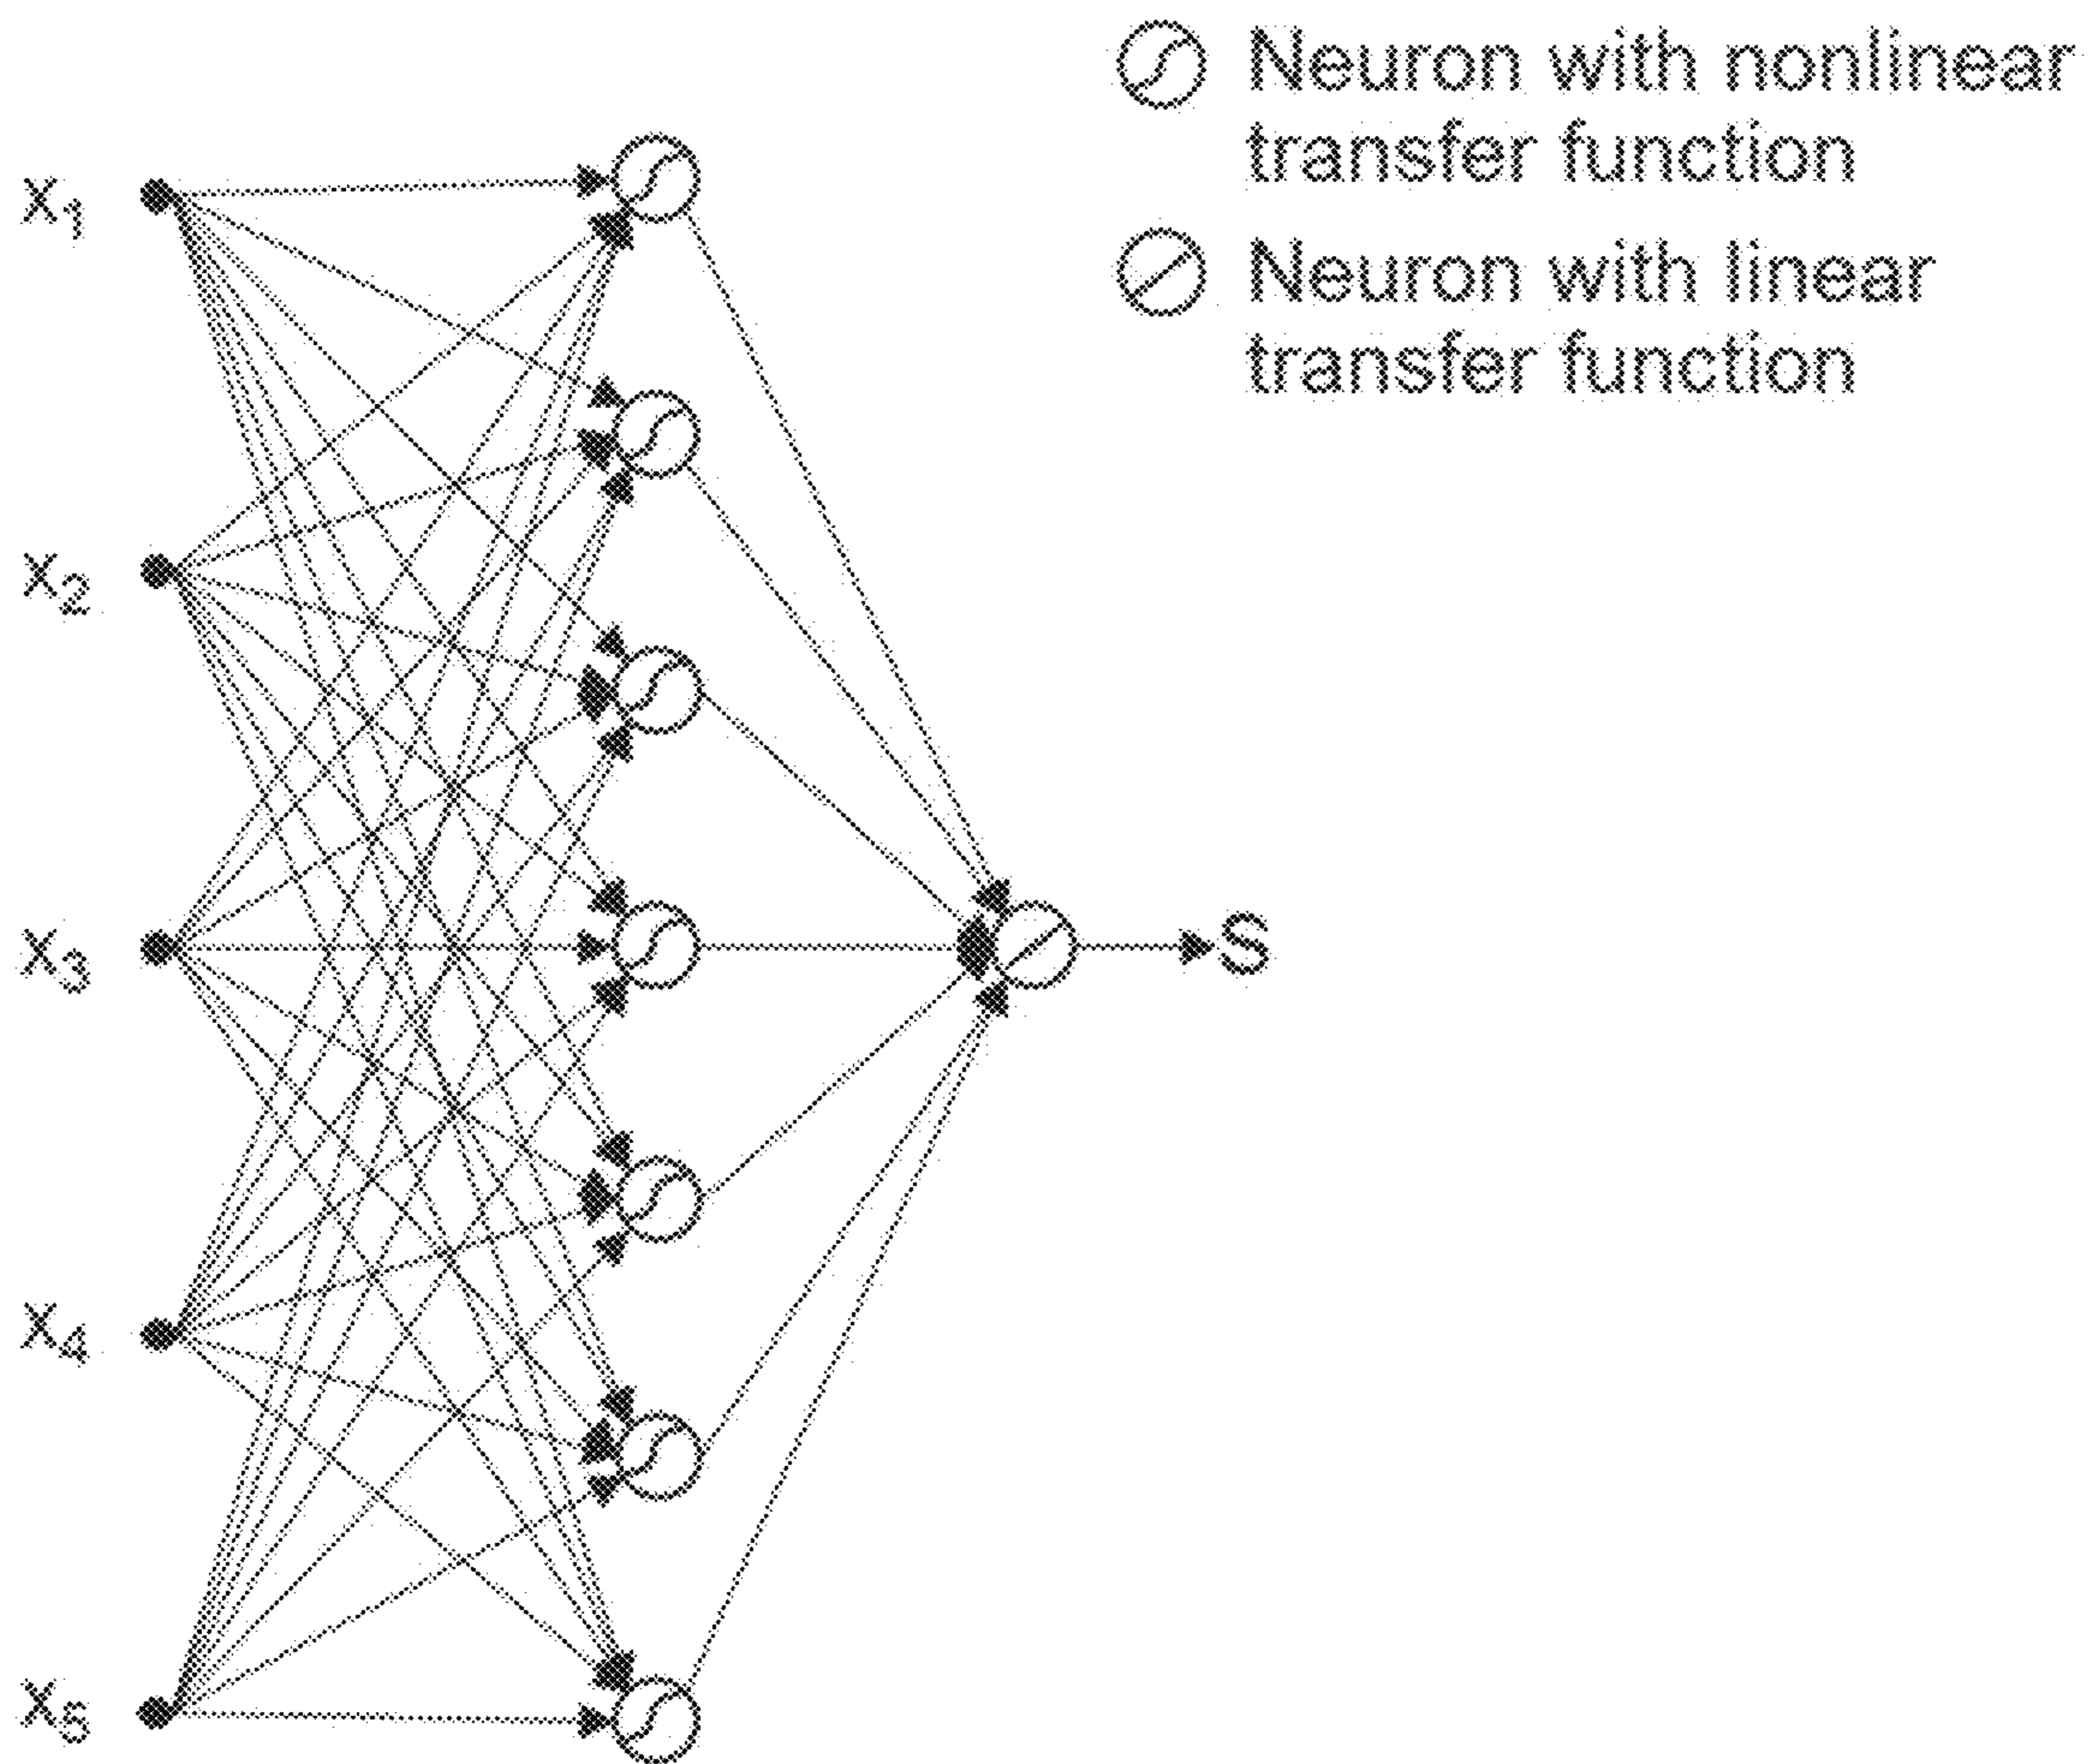 Neuron with nonlinear
transfer function
Neuron with linear
transfer function
x₁
x₂
x₃
S
x₄
x₅